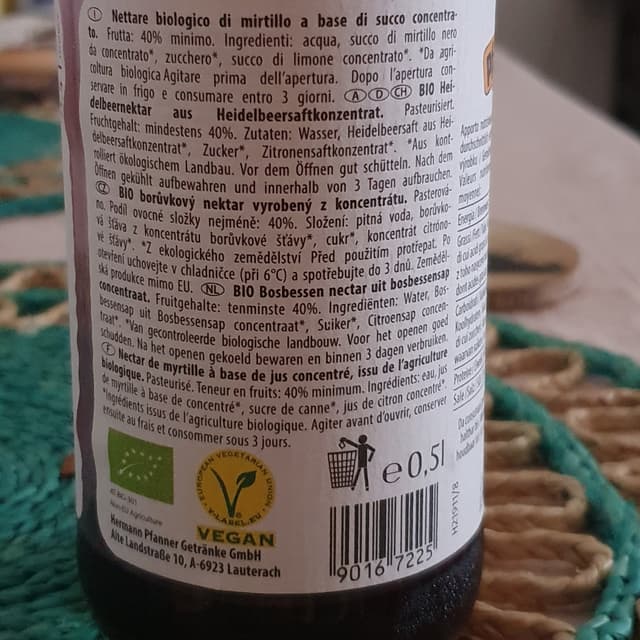 I Nettare biologico di mirtillo a base di succo concentra-
to. Frutta: 40% minimo. Ingredienti: acqua, succo di mirtillo nero
da concentrato*, zucchero*, succo di limone concentrato*. *Da agri-
coltura biologica Agitare prima dell'apertura. Dopo l'apertura con-
servare in frigo e consumare entro 3 giorni. A D CH BIO Hei-
delbeernektar aus Heidelbeersaftkonzentrat. Pasteurisiert.
Fruchtgehalt: mindestens 40%. Zutaten: Wasser, Heidelbeersaft aus Hei-
delbeersaftkonzentrat*, Zucker*, Zitronensaftkonzentrat*. *Aus kont-
rolliert ökologischem Landbau. Vor dem Öffnen gut schütteln. Nach dem
Öffnen gekühlt aufbewahren und innerhalb von 3 Tagen aufbrauchen.
CZ BIO borůvkový nektar vyrobený z koncentrátu. Pasterová-
no. Podíl ovocné složky nejméně: 40%. Složení: pitná voda, borůvko-
vá šťáva z koncentrátu borůvkové šťávy*, cukr*, koncentrát citróno-
vé šťávy*. *Z ekologického zemědělství Před použitím protřepat. Po
otevření uchovejte v chladničce (při 6°C) a spotřebujte do 3 dnů. Zeměděl-
ská produkce mimo EU. NL BIO Bosbessen nectar uit bosbessensap
concentraat. Fruitgehalte: tenminste 40%. Ingrediënten: Water, Bos-
bessensap uit Bosbessensap concentraat*, Suiker*, Citroensap concen-
traat*. *Van gecontroleerde biologische landbouw. Voor het openen goed
schudden. Na het openen gekoeld bewaren en binnen 3 dagen verbruiken.
F Nectar de myrtille à base de jus concentré, issu de l'agriculture
biologique. Pasteurisé. Teneur en fruits: 40% minimum. Ingrédients: eau, jus
de myrtille à base de concentré*, sucre de canne*, jus de citron concentré*.
*Ingrédients issus de l'agriculture biologique. Agiter avant d'ouvrir, conserver
ensuite au frais et consommer sous 3 jours.
Non-EU Agriculture
EUROPEAN VEGETARIAN UNION
V-LABEL.EU
VEGAN
Hermann Pfanner Getränke GmbH
Alte Landstraße 10, A-6923 Lauterach
e 0,5l
9016 7225
H2191/8